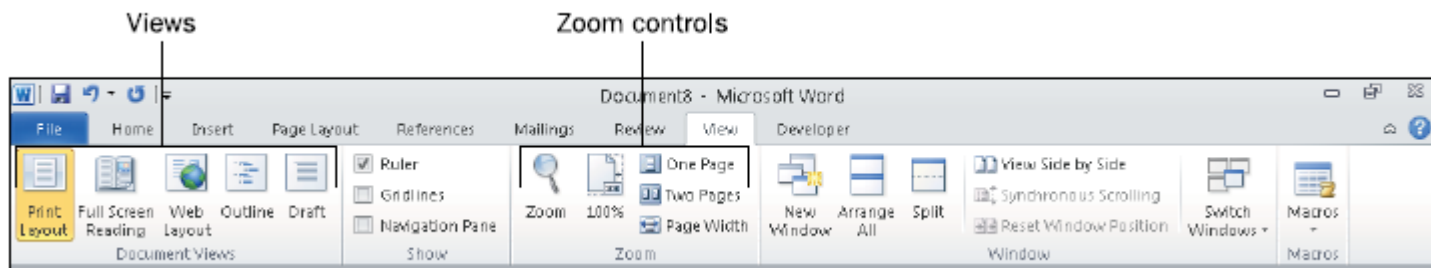 Views Zoom controls
Document8 - Microsoft Word
File Home Insert Page Layout References Mailings Review View Developer
Print Layout Full Screen Reading Web Layout Outline Draft
Document Views
Ruler
Gridlines
Navigation Pane
Show
Zoom 100% One Page
Two Pages
Page Width
Zoom
New Window Arrange All Split
View Side by Side
Synchronous Scrolling
Reset Window Position
Switch Windows
Window
Macros
Macros